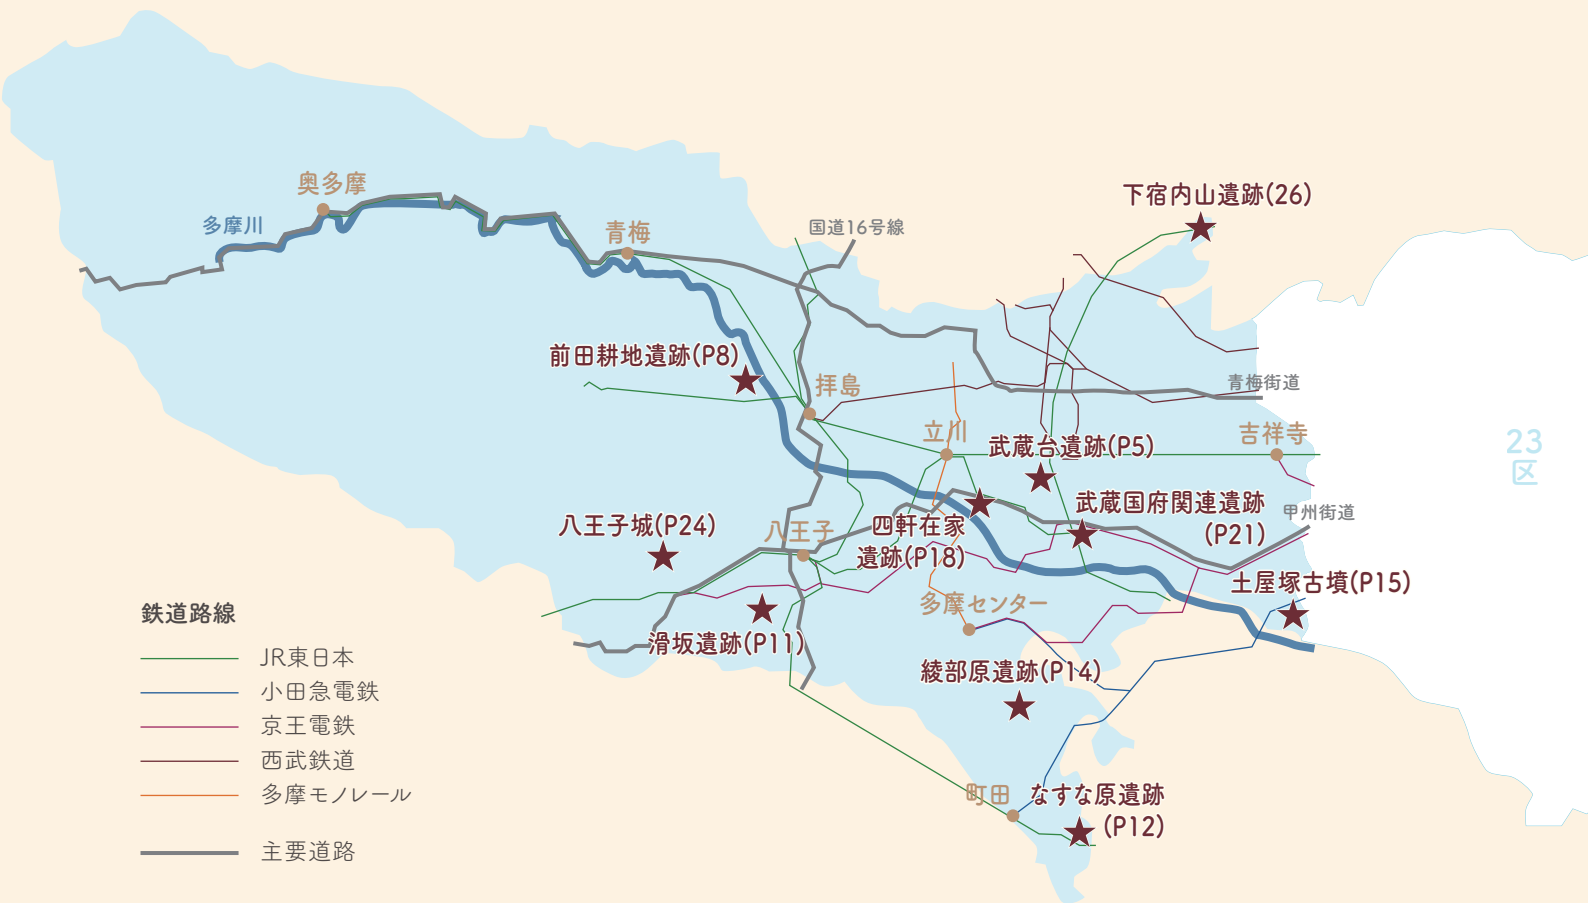 奥多摩
多摩川
青梅
国道16号線
下宿内山遺跡(26)
前田耕地遺跡(P8)
拝島
青梅街道
立川
吉祥寺
武蔵台遺跡(P5)
23
区
武蔵国府関連遺跡
(P21)
甲州街道
八王子城(P24)
八王子
四軒在家
遺跡(P18)
土屋塚古墳(P15)
多摩センター
滑坂遺跡(P11)
綾部原遺跡(P14)
町田
なすな原遺跡
(P12)
鉄道路線
JR東日本
小田急電鉄
京王電鉄
西武鉄道
多摩モノレール
主要道路